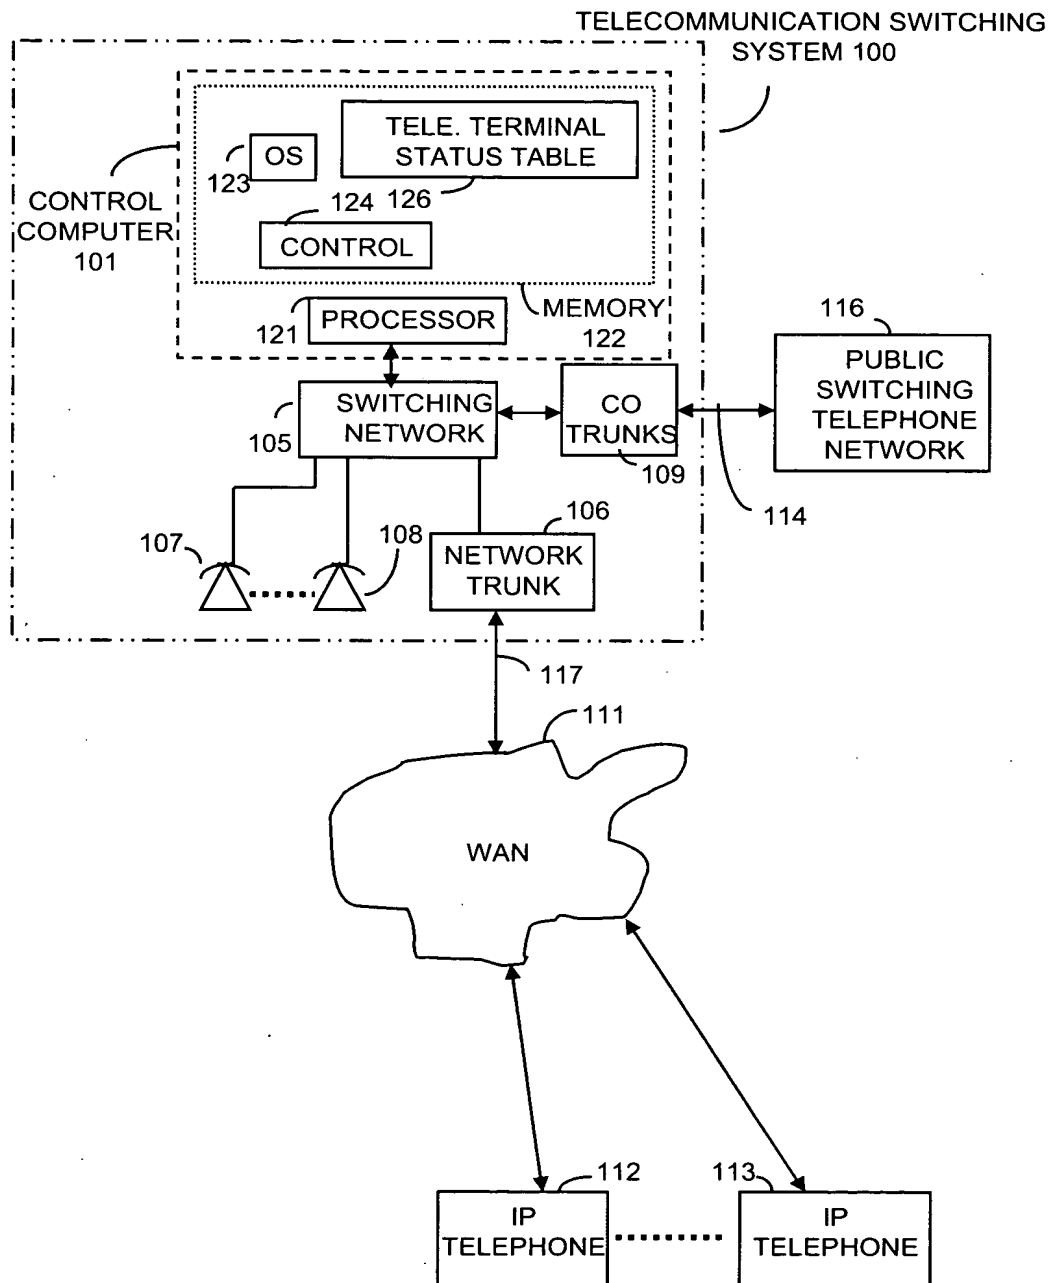 TELECOMMUNICATION SWITCHING
SYSTEM 100
TELE. TERMINAL
STATUS TABLE
OS
123
126
124
CONTROL
CONTROL
COMPUTER
101
MEMORY
122
PROCESSOR
121
116
PUBLIC
SWITCHING
TELEPHONE
NETWORK
SWITCHING
NETWORK
105
CO
TRUNKS
109
114
107
108
106
NETWORK
TRUNK
117
111
WAN
112
113
IP
TELEPHONE
IP
TELEPHONE